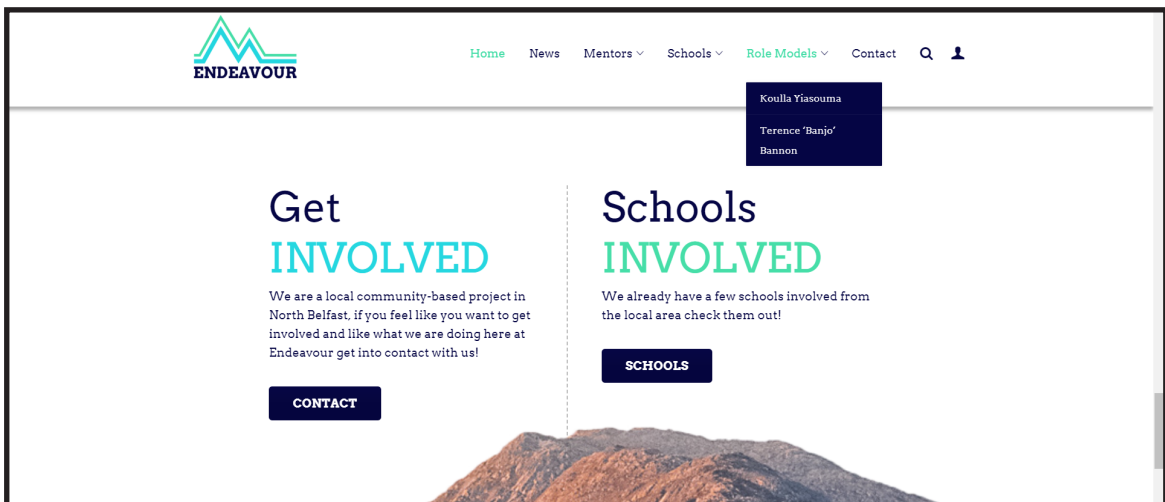 ENDEAVOUR
Home News Mentors Schools Role Models Contact
Koulla Yiasouma
Terence ‘Banjo’
Bannon
Get
INVOLVED
We are a local community-based project in
North Belfast, if you feel like you want to get
involved and like what we are doing here at
Endeavour get into contact with us!
CONTACT
Schools
INVOLVED
We already have a few schools involved from
the local area check them out!
SCHOOLS